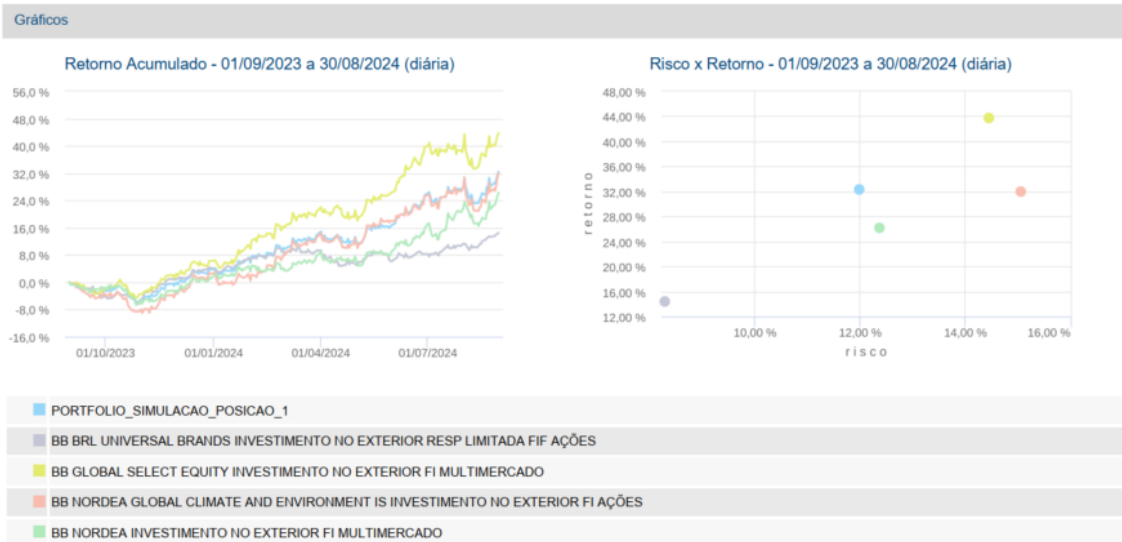 Gráficos
Retorno Acumulado - 01/09/2023 a 30/08/2024 (diária)
56,0 %
48,0 %
40,0 %
32,0 %
24,0 %
16,0 %
8,0 %
0,0 %
-8,0 %
-16,0 %
01/10/2023 01/01/2024 01/04/2024 01/07/2024
Risco x Retorno - 01/09/2023 a 30/08/2024 (diária)
retorno
48,00 %
44,00 %
40,00 %
36,00 %
32,00 %
28,00 %
24,00 %
20,00 %
16,00 %
12,00 %
10,00 % 12,00 % 14,00 % 16,00 %
risco
PORTFOLIO_SIMULACAO_POSICAO_1
BB BRL UNIVERSAL BRANDS INVESTIMENTO NO EXTERIOR RESP LIMITADA FIF AÇÕES
BB GLOBAL SELECT EQUITY INVESTIMENTO NO EXTERIOR FI MULTIMERCADO
BB NORDEA GLOBAL CLIMATE AND ENVIRONMENT IS INVESTIMENTO NO EXTERIOR FI AÇÕES
BB NORDEA INVESTIMENTO NO EXTERIOR FI MULTIMERCADO